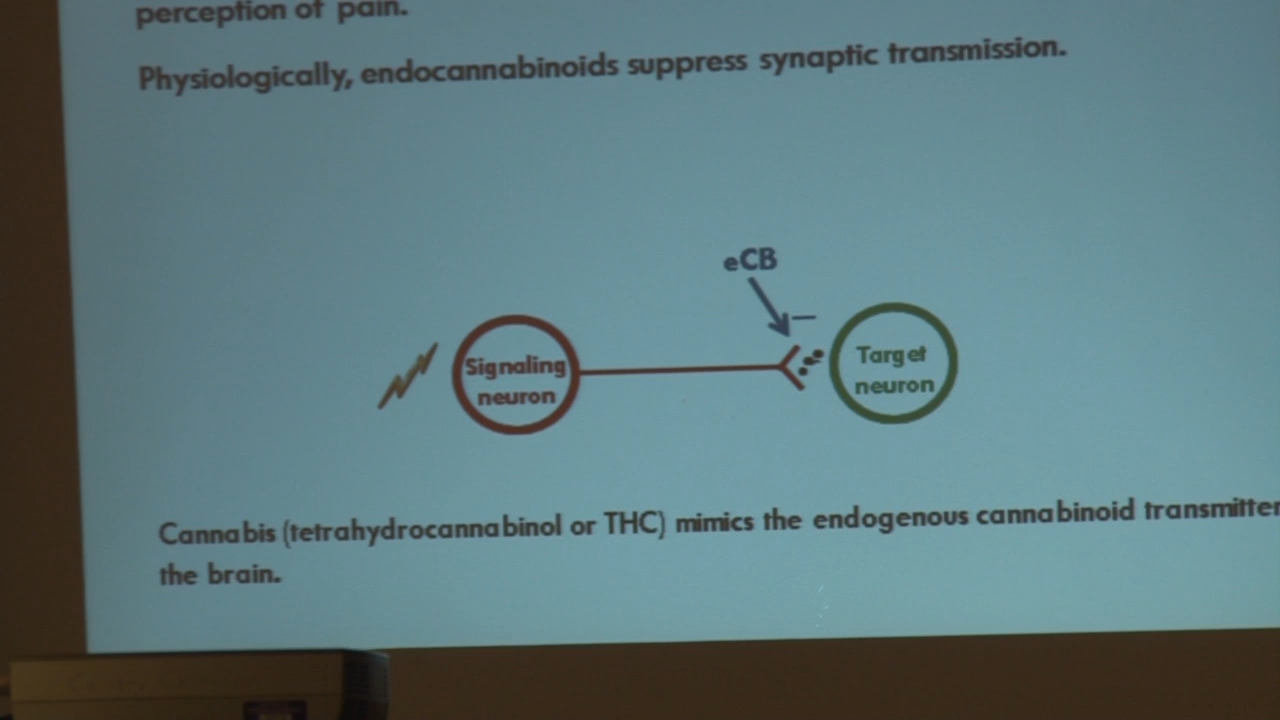 perception of pain.
Physiologically, endocannabinoids suppress synaptic transmission.
eCB
Signaling
neuron
Target
neuron
Cannabis (tetrahydrocannabinol or THC) mimics the endogenous cannabinoid transmitter
the brain.